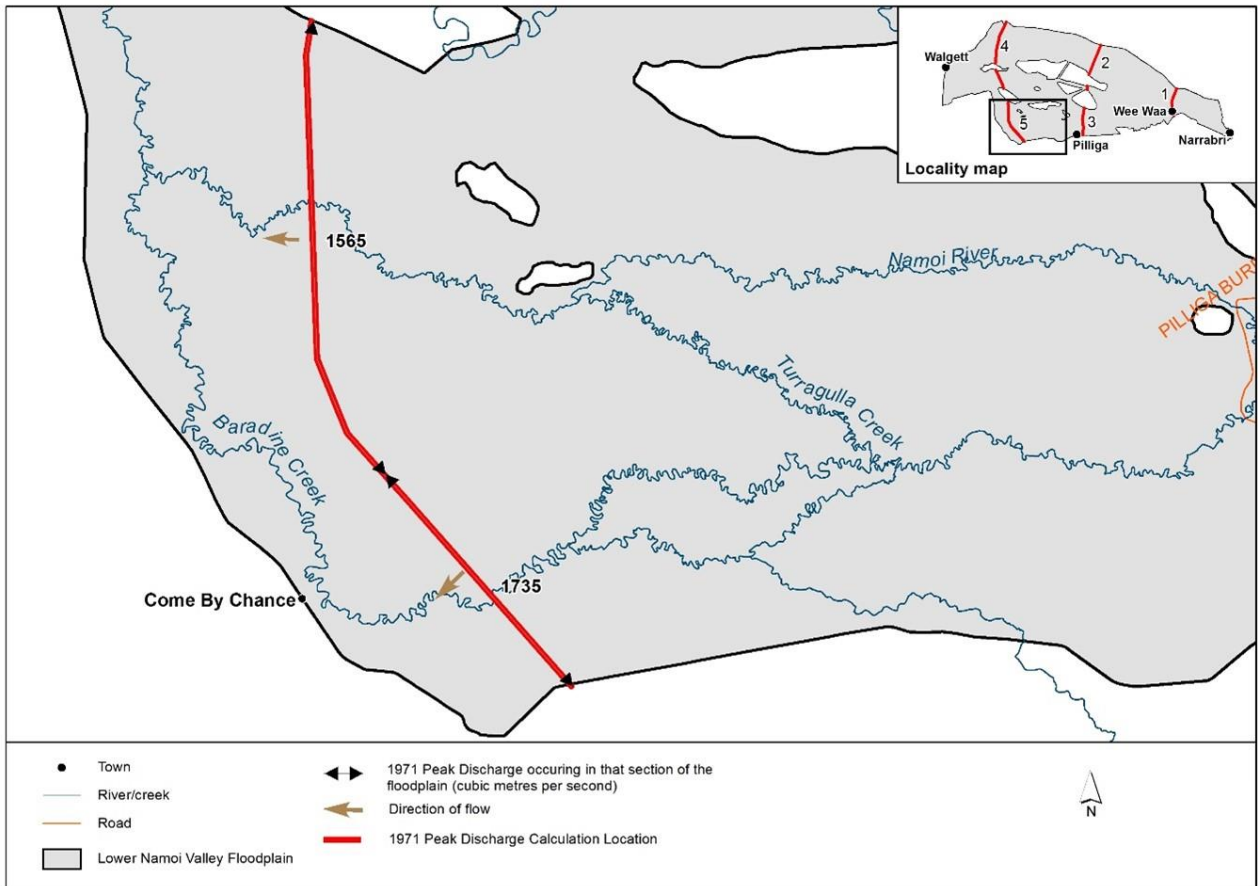 Locality map
Walgett
4
2
1
Wee Waa
5
3
Pilliga
Narrabri
1565
Namoi River
Turragulla Creek
Baradine Creek
1735
Come By Chance
Town
River/creek
Road
Lower Namoi Valley Floodplain
1971 Peak Discharge occuring in that section of the
floodplain (cubic metres per second)
Direction of flow
1971 Peak Discharge Calculation Location
N